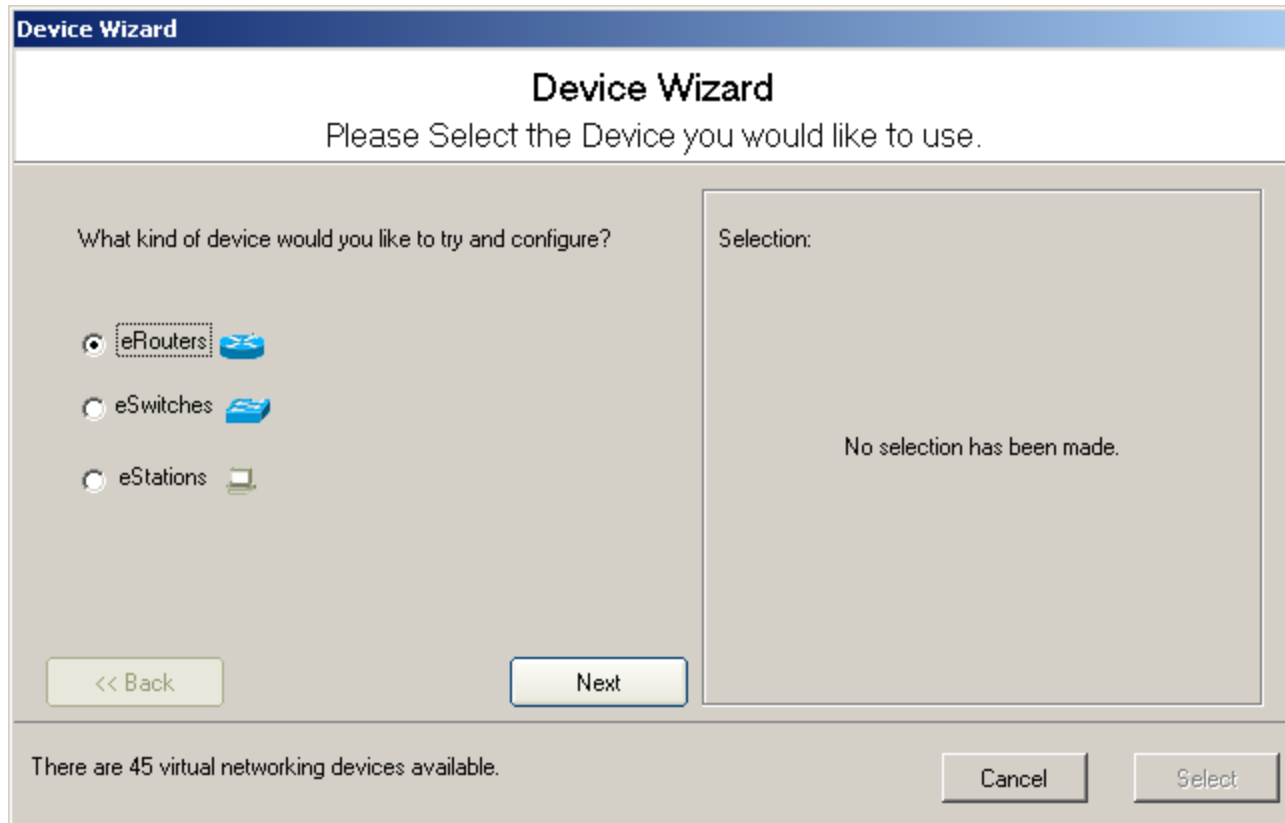 Device Wizard
Device Wizard
Please Select the Device you would like to use.
What kind of device would you like to try and configure?
eRouters
eSwitches
eStations
<< Back
Next
Selection:
No selection has been made.
There are 45 virtual networking devices available.
Cancel
Select